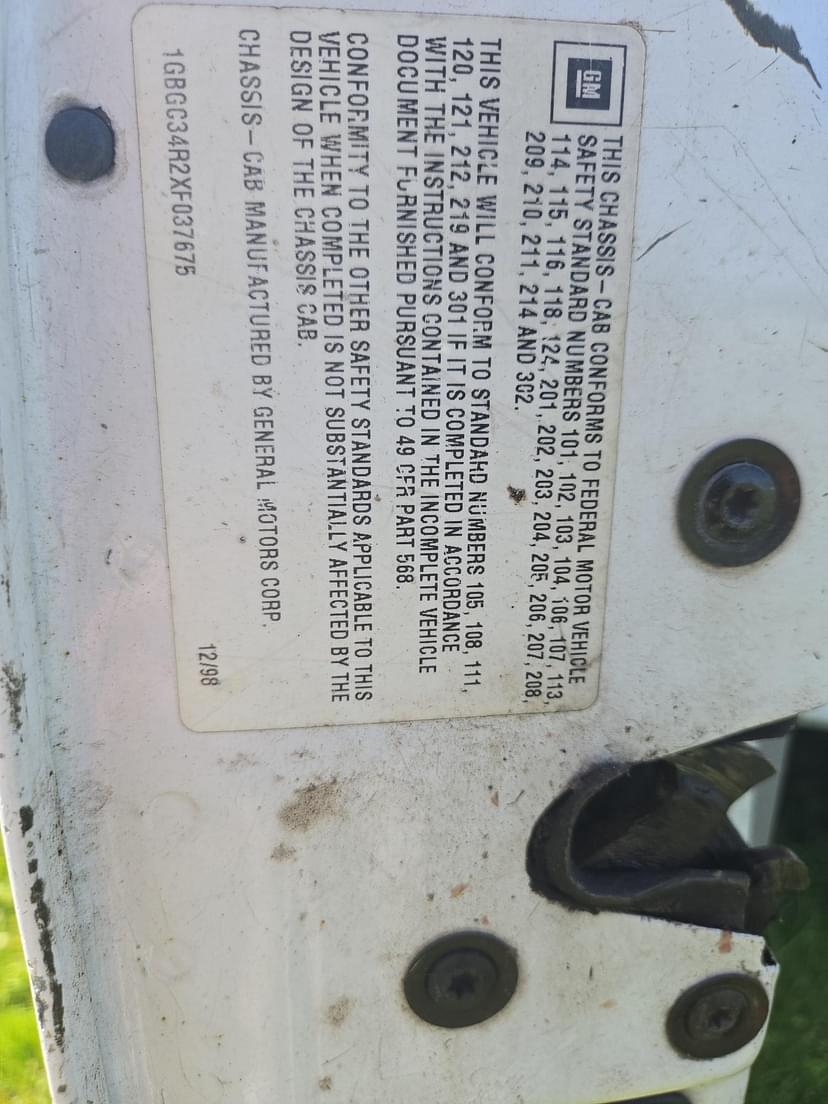 GM
THIS CHASSIS-CAB CONFORMS TO FEDERAL MOTOR VEHICLE
SAFETY STANDARD NUMBERS 101, 102, 103, 104, 106, 107, 113,
114, 115, 116, 118, 124, 201, 202, 203, 204, 205, 206, 207, 208,
209, 210, 211, 214 AND 302.
THIS VEHICLE WILL CONFORM TO STANDARD NUMBERS 105, 108, 111,
120, 121, 212, 219 AND 301 IF IT IS COMPLETED IN ACCORDANCE
WITH THE INSTRUCTIONS CONTAINED IN THE INCOMPLETE VEHICLE
DOCUMENT FURNISHED PURSUANT TO 49 CFR PART 568.
CONFORMITY TO THE OTHER SAFETY STANDARDS APPLICABLE TO THIS
VEHICLE WHEN COMPLETED IS NOT SUBSTANTIALLY AFFECTED BY THE
DESIGN OF THE CHASSIS CAB.
CHASSIS-CAB MANUFACTURED BY GENERAL MOTORS CORP.
1GBGC34R2XF037675
12/98